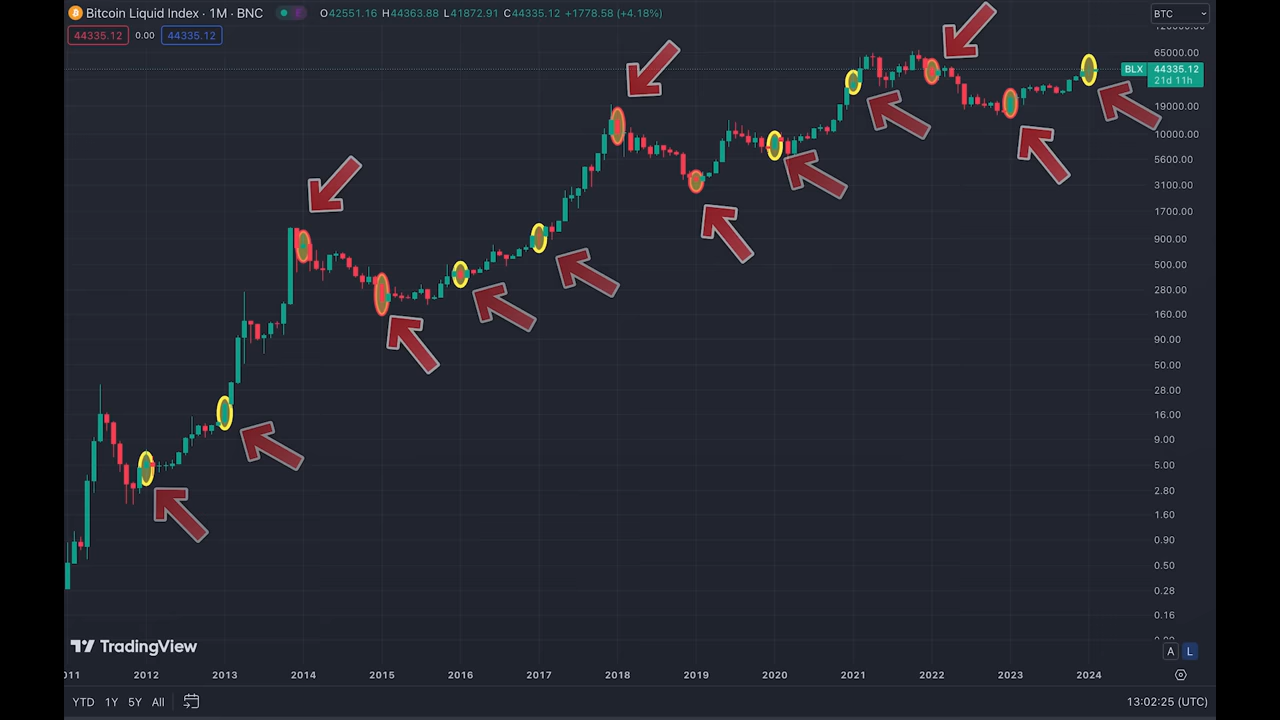 Bitcoin Liquid Index · 1M · BNC O42551.16 H44363.88 L41872.91 C44335.12 +1778.58 (+4.18%)
BTC
44335.12 0.00 44335.12
65000.00
BLX 44335.12
21d 11h
19000.00
10000.00
5600.00
3100.00
1700.00
900.00
500.00
280.00
160.00
90.00
50.00
28.00
16.00
9.00
5.00
2.80
1.60
0.90
0.50
0.28
0.16
TradingView
A L
011 2012 2013 2014 2015 2016 2017 2018 2019 2020 2021 2022 2023 2024
YTD 1Y 5Y All
13:02:25 (UTC)